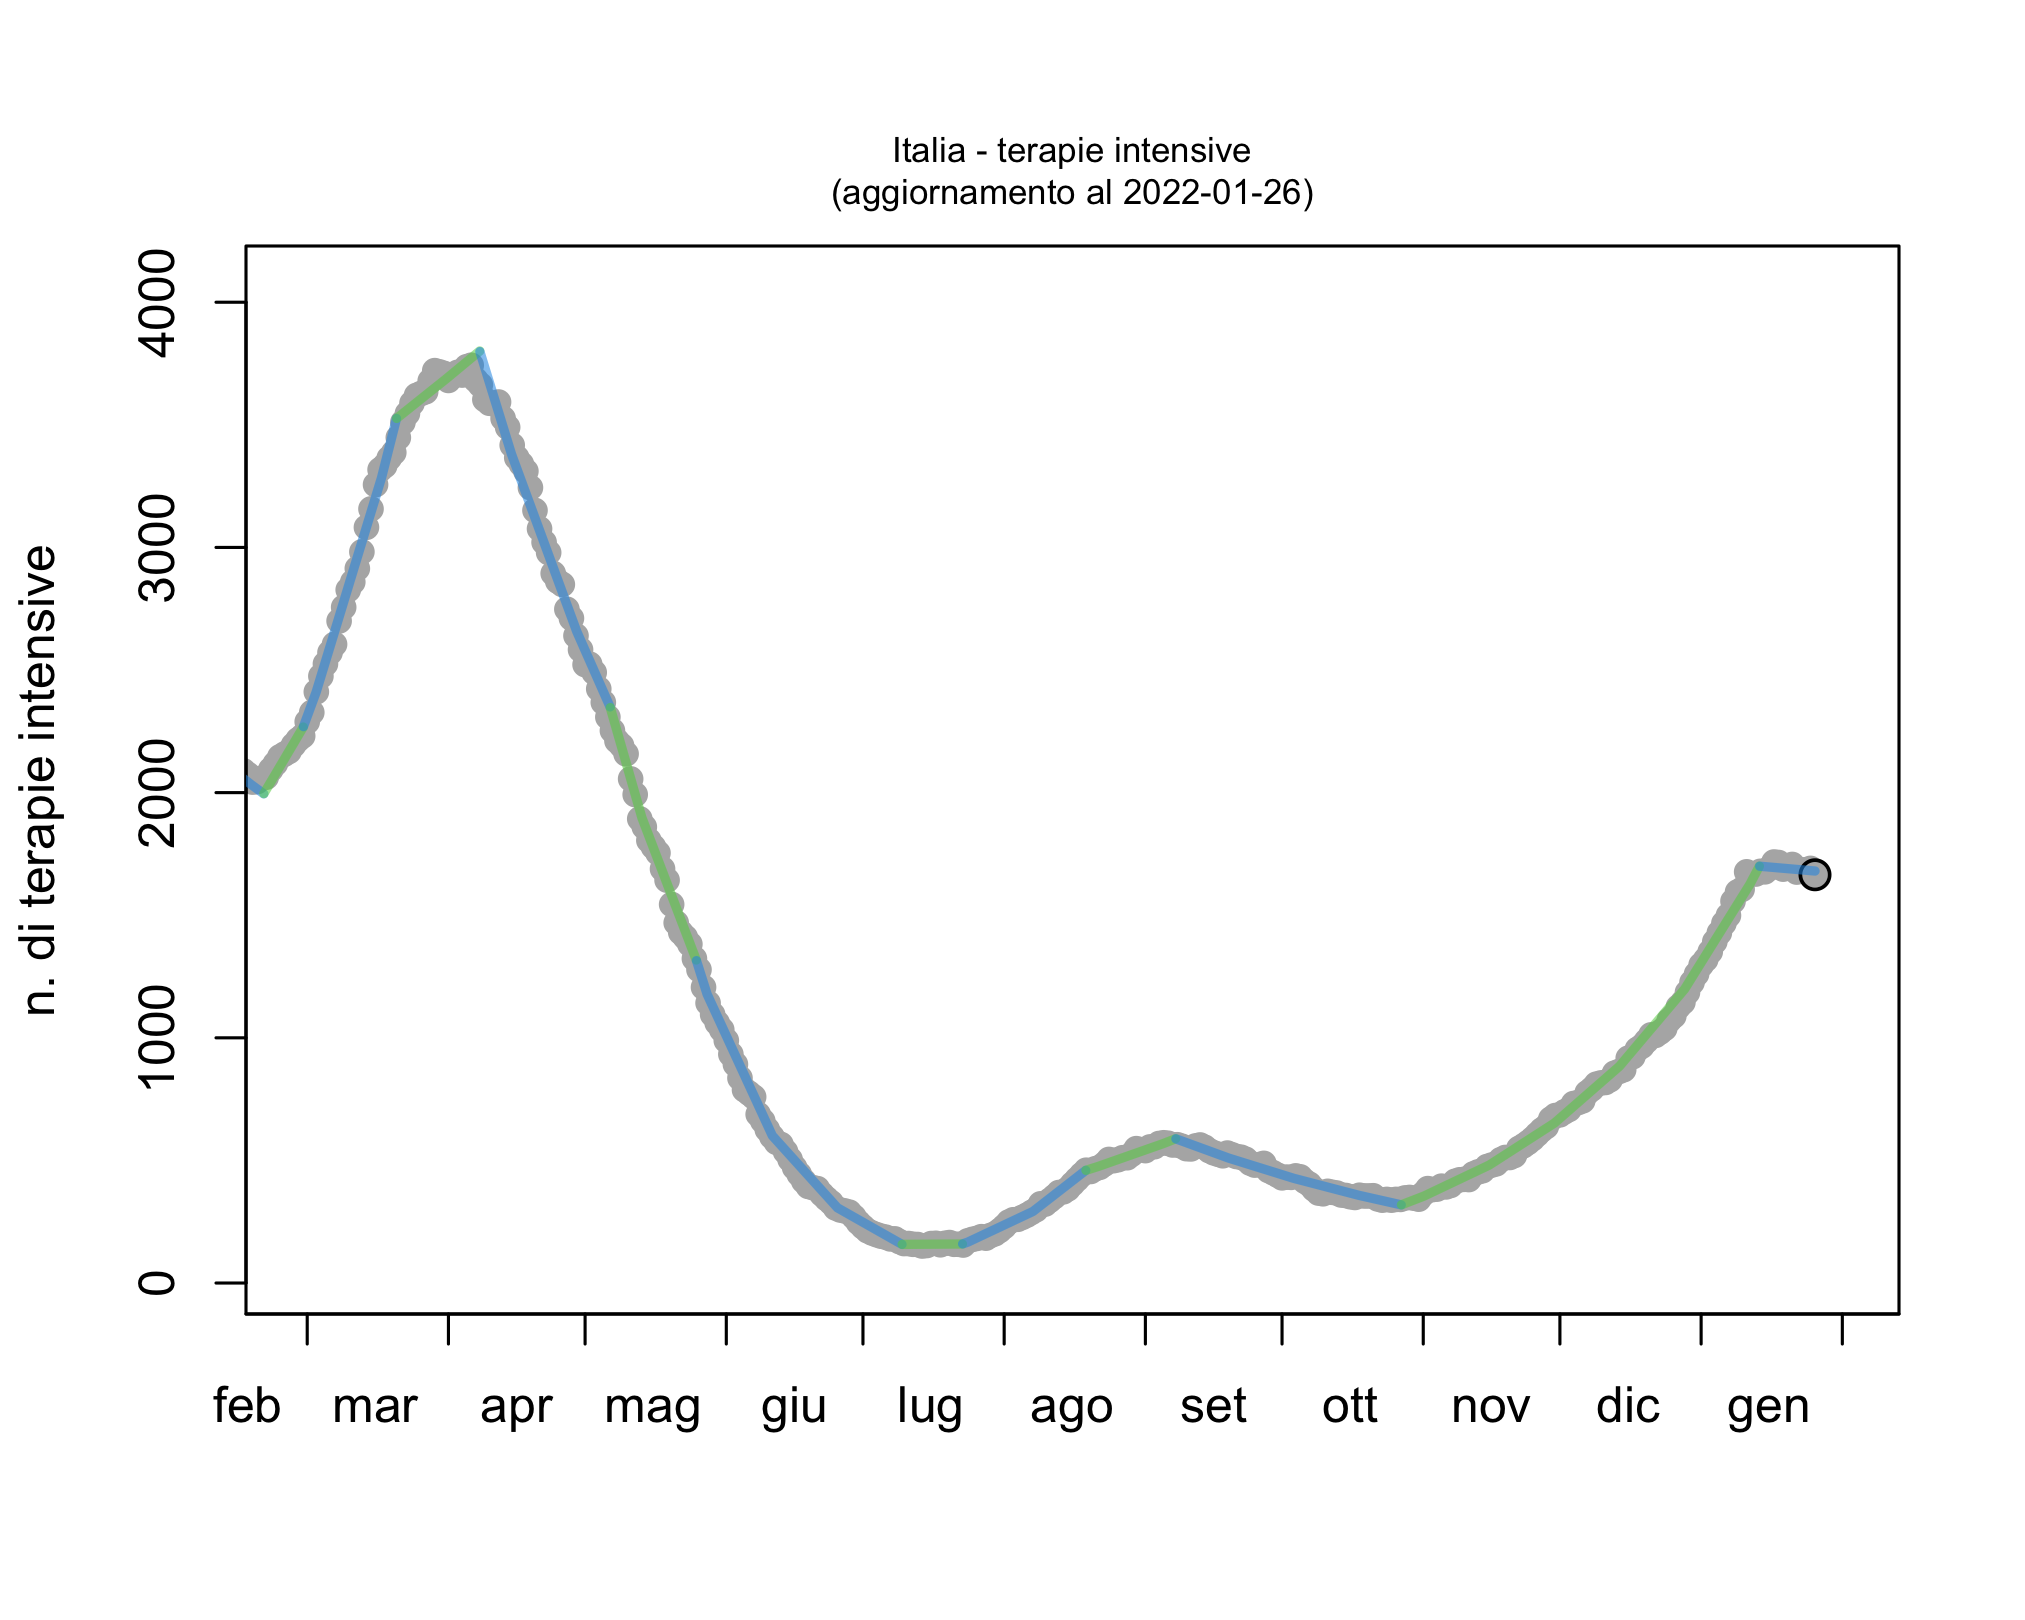 Italia - terapie intensive
(aggiornamento al 2022-01-26)
n. di terapie intensive
4000
3000
2000
1000
0
feb mar apr mag giu lug ago set ott nov dic gen